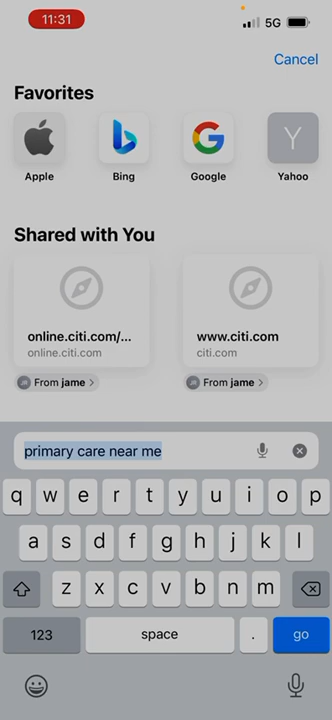 11:31
5G
Cancel
Favorites
Apple
Bing
Google
Y
Yahoo
Shared with You
online.citi.com/...
online.citi.com
www.citi.com
citi.com
From jame >
From jame >
primary care near me
q w e r t y u i o p
a s d f g h j k l
z x c v b n m
123
space
.
go